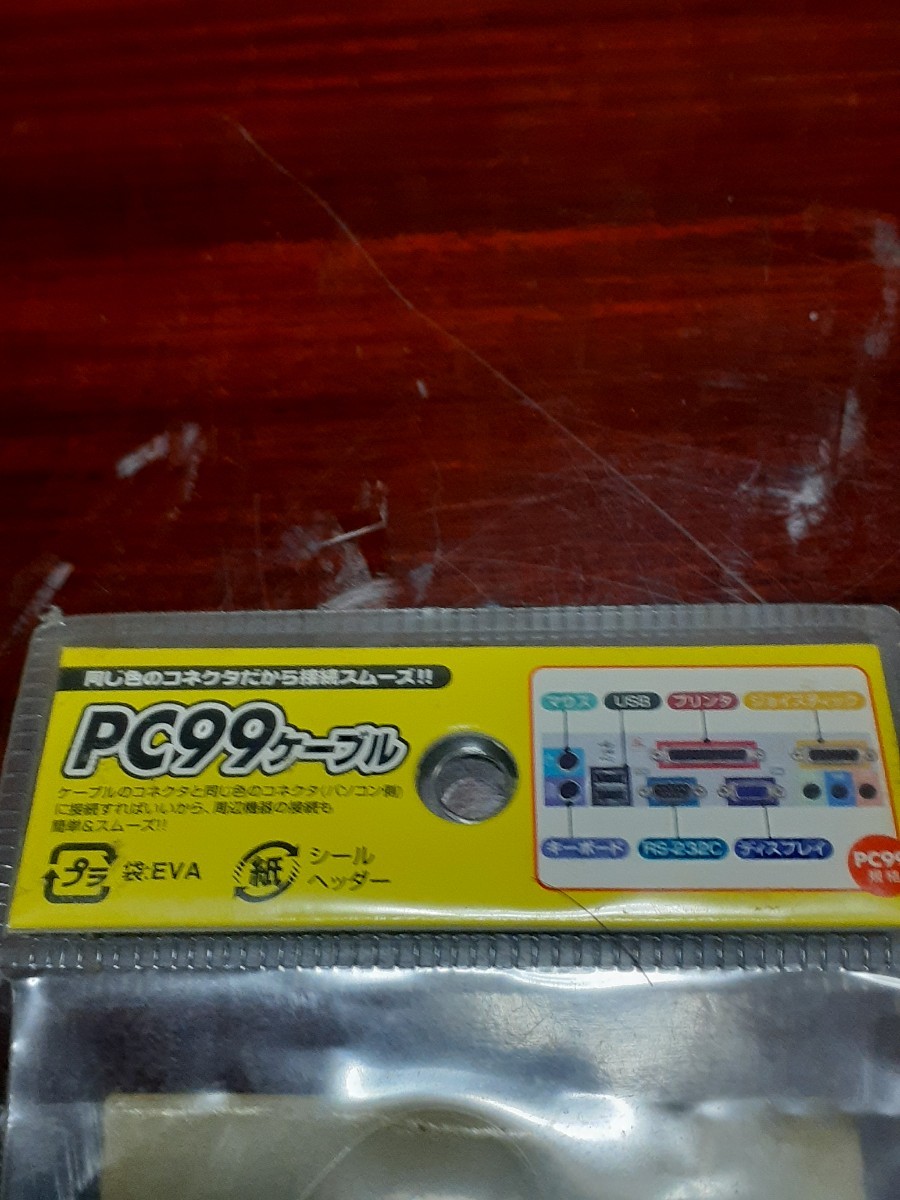 同じ色のコネクタだから接続スムーズ!!
PC99ケーブル
ケーブルのコネクタと同じ色のコネクタ(パソコン側)
に接続すればいいから、周辺機器の接続も
簡単&スムーズ!!
プラ 袋:EVA
紙 シール
ヘッダー
マウス USB プリンタ ジョイスティック
キーボード RS-232C ディスプレイ
PC99